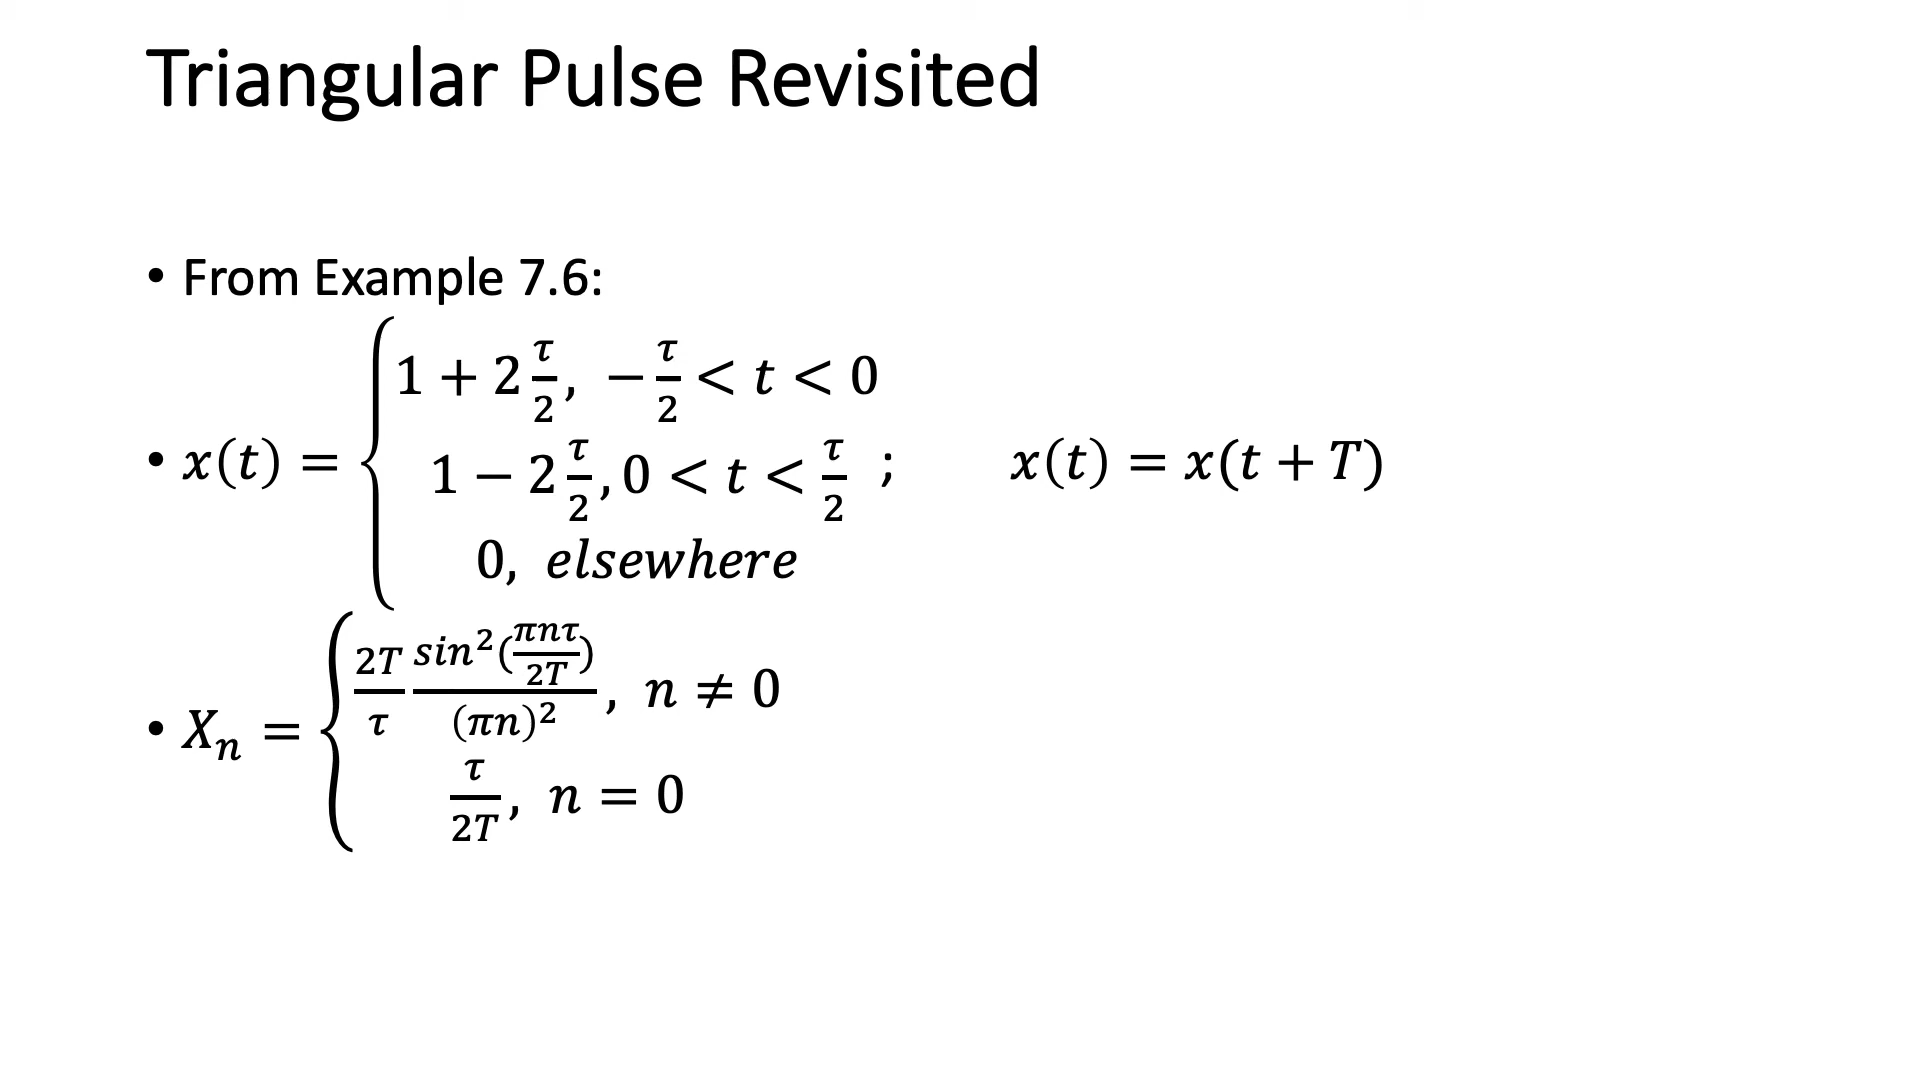 Triangular Pulse Revisited
• From Example 7.6:
• x(t) = { 1 + 2 τ/2, −τ/2 < t < 0
1 − 2 τ/2, 0 < t < τ/2 ; x(t) = x(t + T)
0, elsewhere
• Xₙ = { 2T/τ sin²(πnτ/2T)/(πn)², n ≠ 0
τ/2T, n = 0